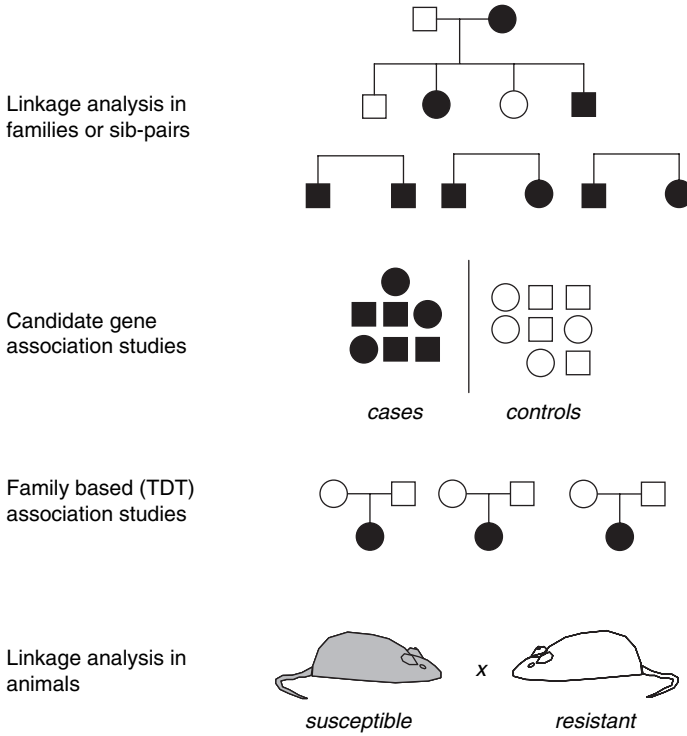 Linkage analysis in
families or sib-pairs
Candidate gene
association studies
cases
controls
Family based (TDT)
association studies
Linkage analysis in
animals
x
susceptible
resistant